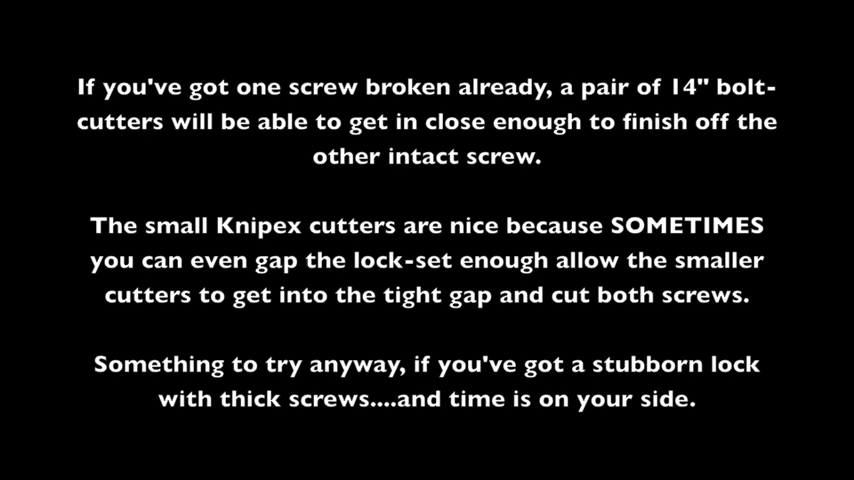 If you've got one screw broken already, a pair of 14" bolt-
cutters will be able to get in close enough to finish off the
other intact screw.
The small Knipex cutters are nice because SOMETIMES
you can even gap the lock-set enough allow the smaller
cutters to get into the tight gap and cut both screws.
Something to try anyway, if you've got a stubborn lock
with thick screws....and time is on your side.